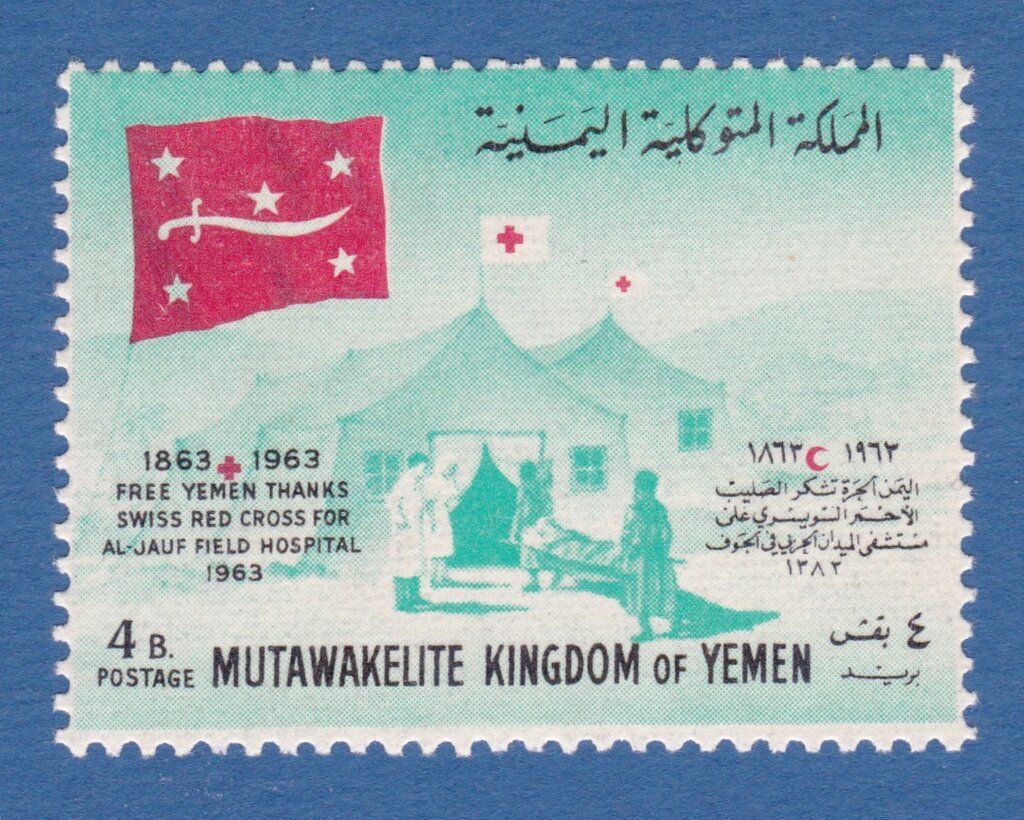 المملكة المتوكلية اليمنية
1863 1963
FREE YEMEN THANKS
SWISS RED CROSS FOR
AL-JAUF FIELD HOSPITAL
1963
١٨٦٣ ١٩٦٣
اليمن الحرة تشكر الصليب
الأحمر السويسري على
مستشفى الميدان الحربي في الجوف
١٣٨٢
4 B.
POSTAGE
MUTAWAKELITE KINGDOM OF YEMEN
٤ بقش
بريد